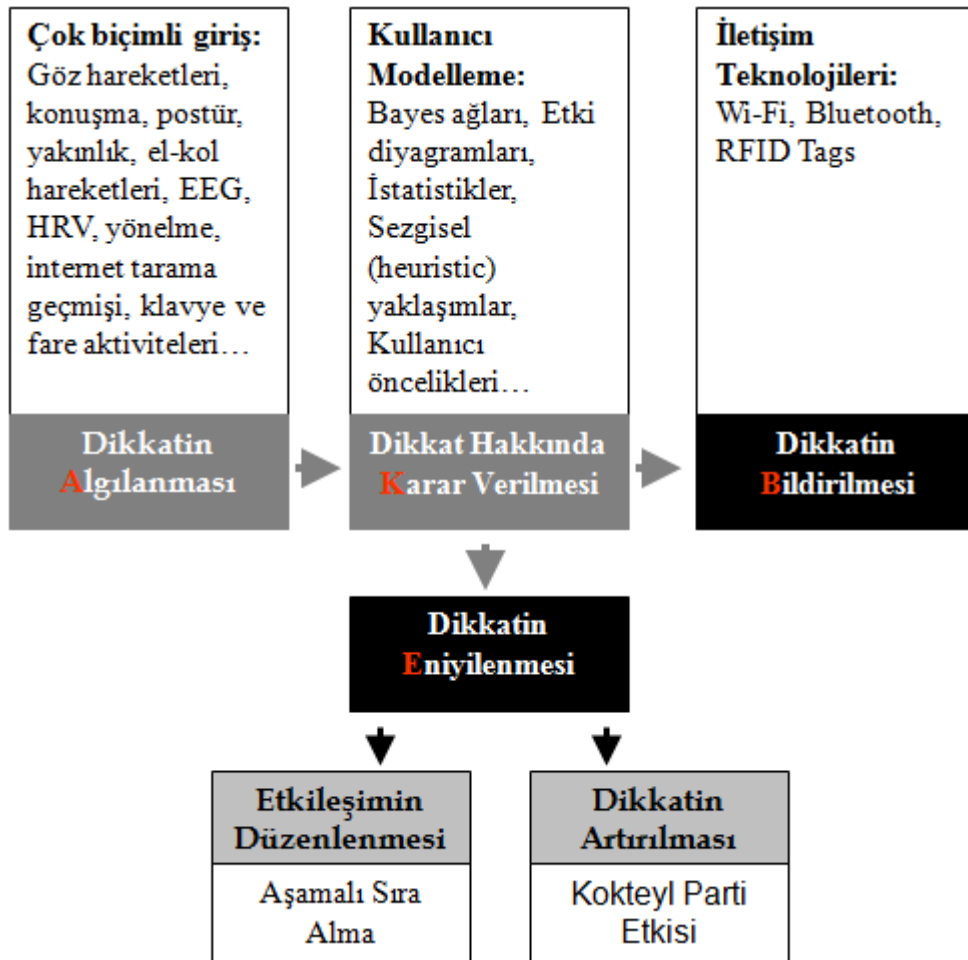 Çok biçimli giriş:
Göz hareketleri,
konuşma, postür,
yakınlık, el-kol
hareketleri, EEG,
HRV, yönelme,
internet tarama
geçmişi, klavye ve
fare aktiviteleri…
Dikkatin
Algılanması
Kullanıcı
Modelleme:
Bayes ağları, Etki
diyagramları,
İstatistikler,
Sezgisel
(heuristic)
yaklaşımlar,
Kullanıcı
öncelikleri…
Dikkat Hakkında
Karar Verilmesi
İletişim
Teknolojileri:
Wi-Fi, Bluetooth,
RFID Tags
Dikkatin
Bildirilmesi
Dikkatin
Eniyilenmesi
Etkileşimin
Düzenlenmesi
Aşamalı Sıra
Alma
Dikkatin
Artırılması
Kokteyl Parti
Etkisi